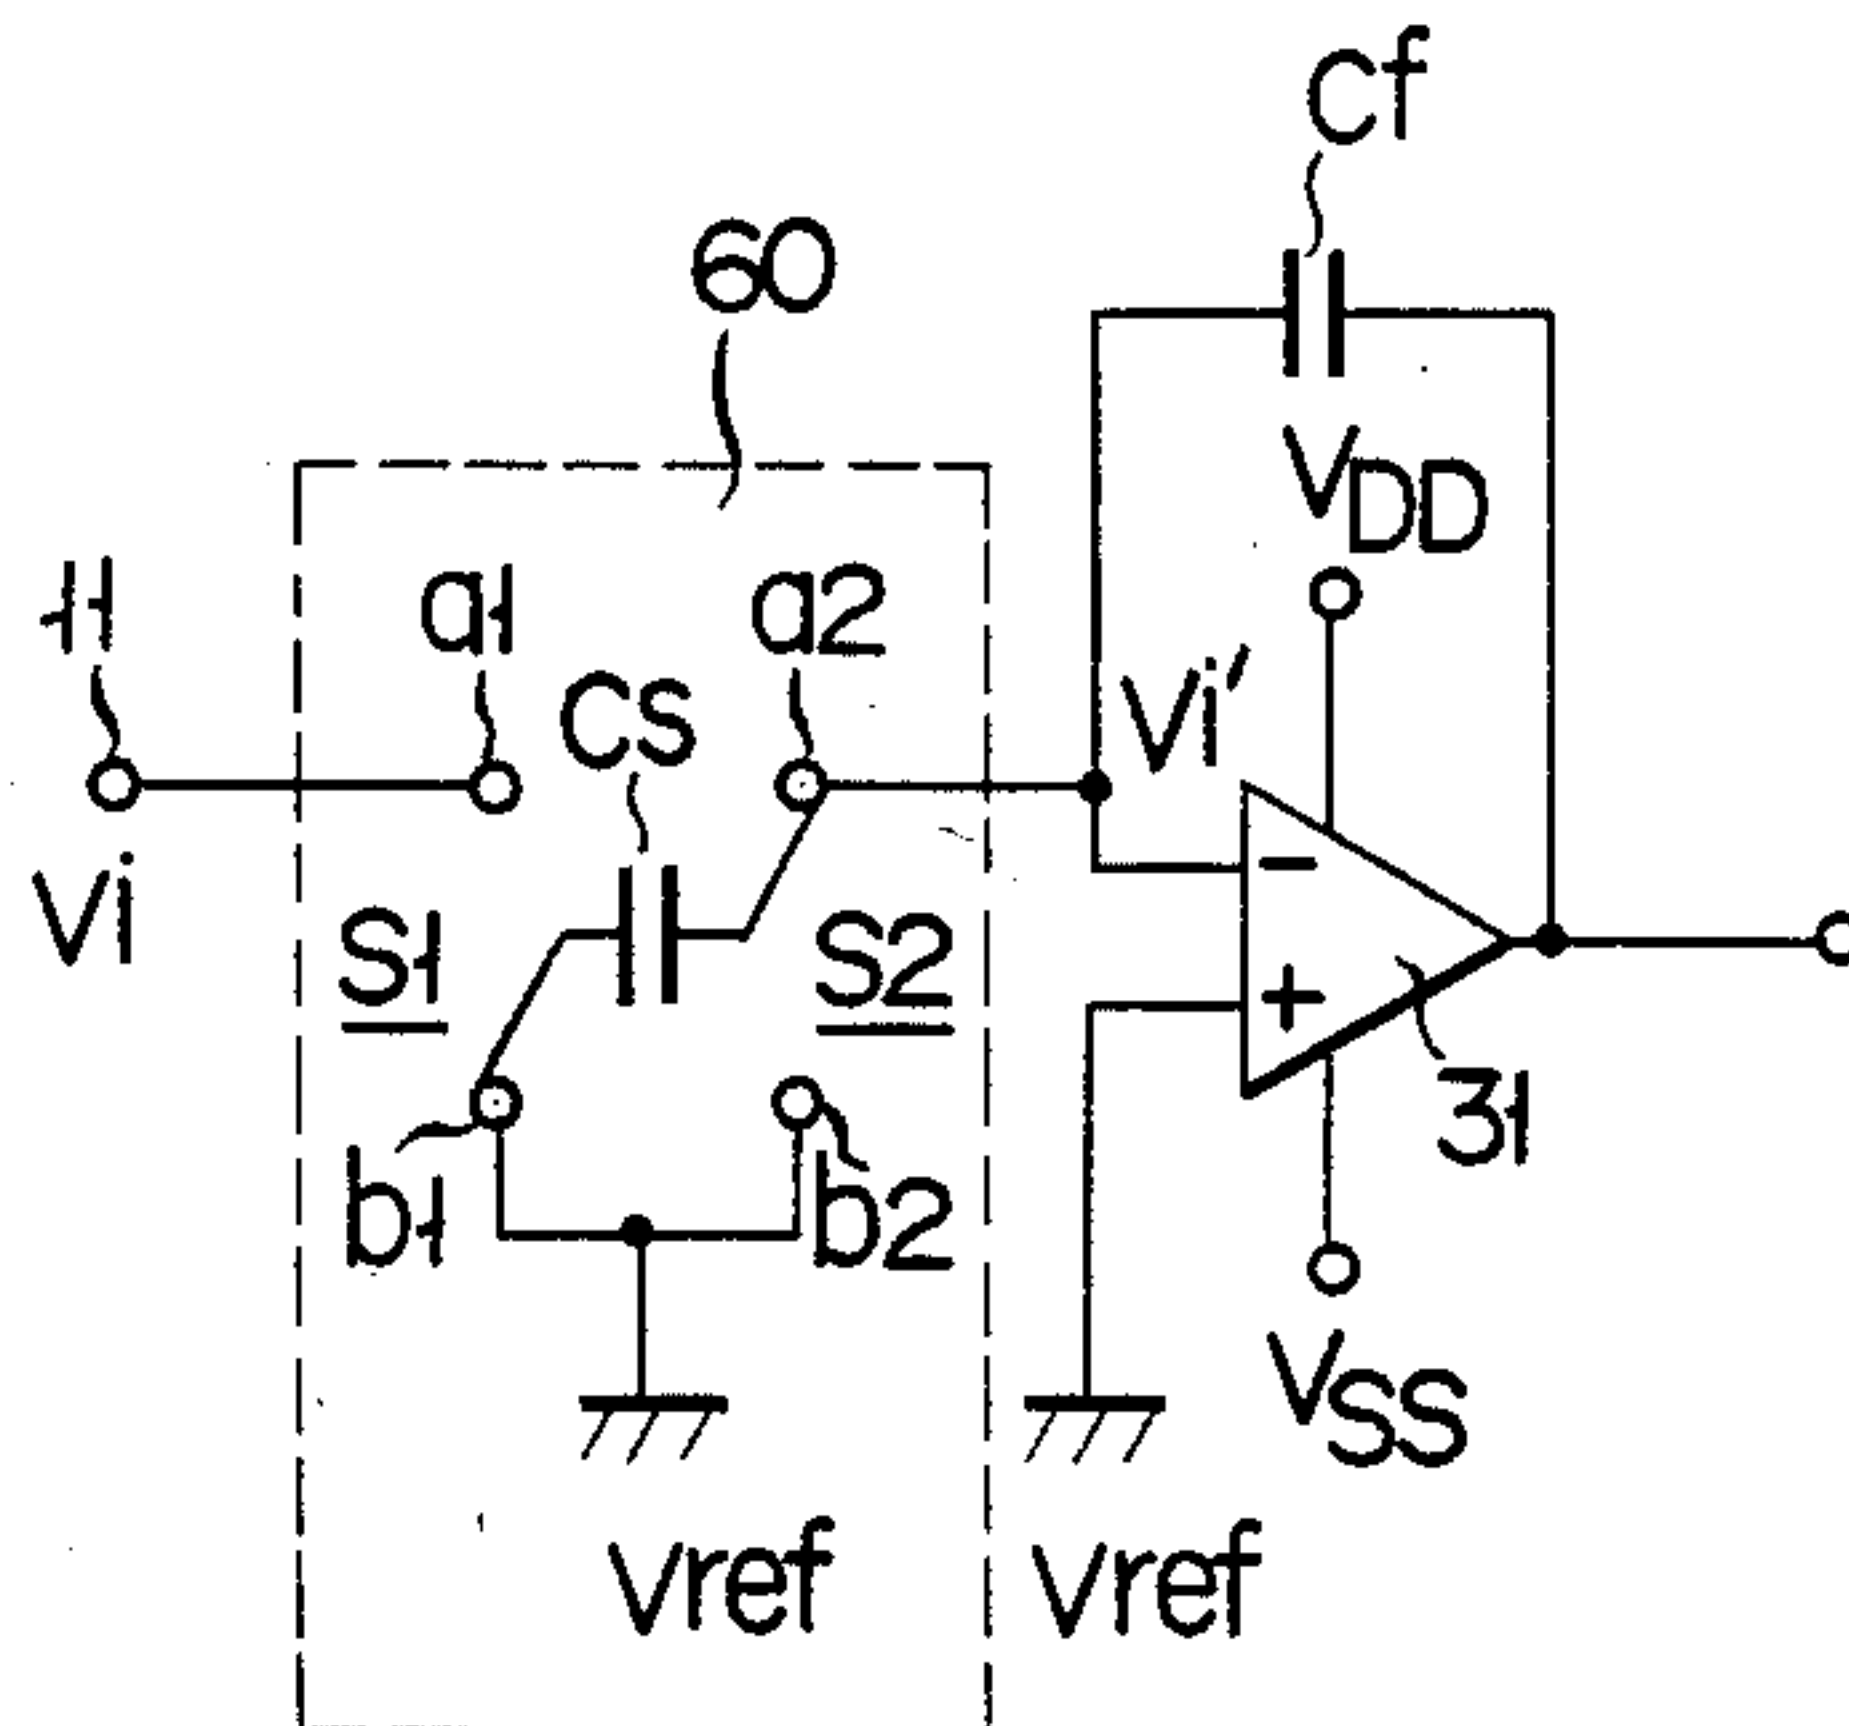 Cf
60
VDD
11
a1
a2
Cs
Vi'
Vi
S1
S2
−
+
31
b1
b2
VSS
Vref
Vref